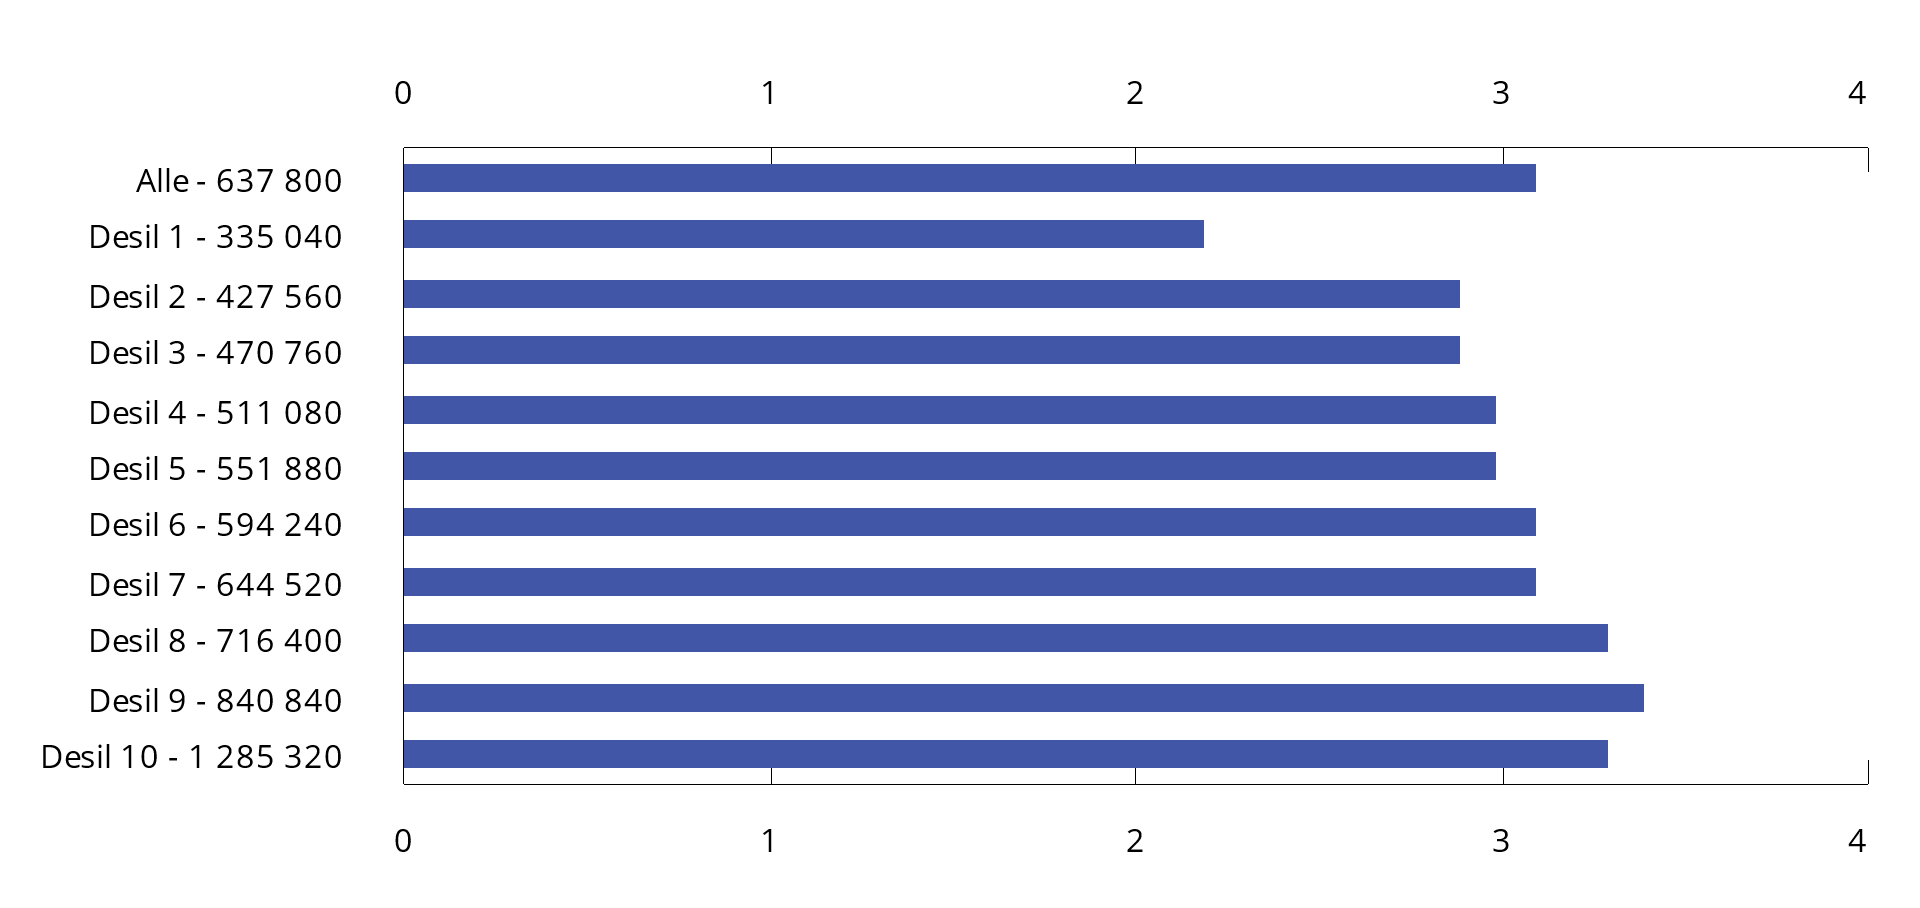 0 1 2 3 4
Alle - 637 800
Desil 1 - 335 040
Desil 2 - 427 560
Desil 3 - 470 760
Desil 4 - 511 080
Desil 5 - 551 880
Desil 6 - 594 240
Desil 7 - 644 520
Desil 8 - 716 400
Desil 9 - 840 840
Desil 10 - 1 285 320
0 1 2 3 4